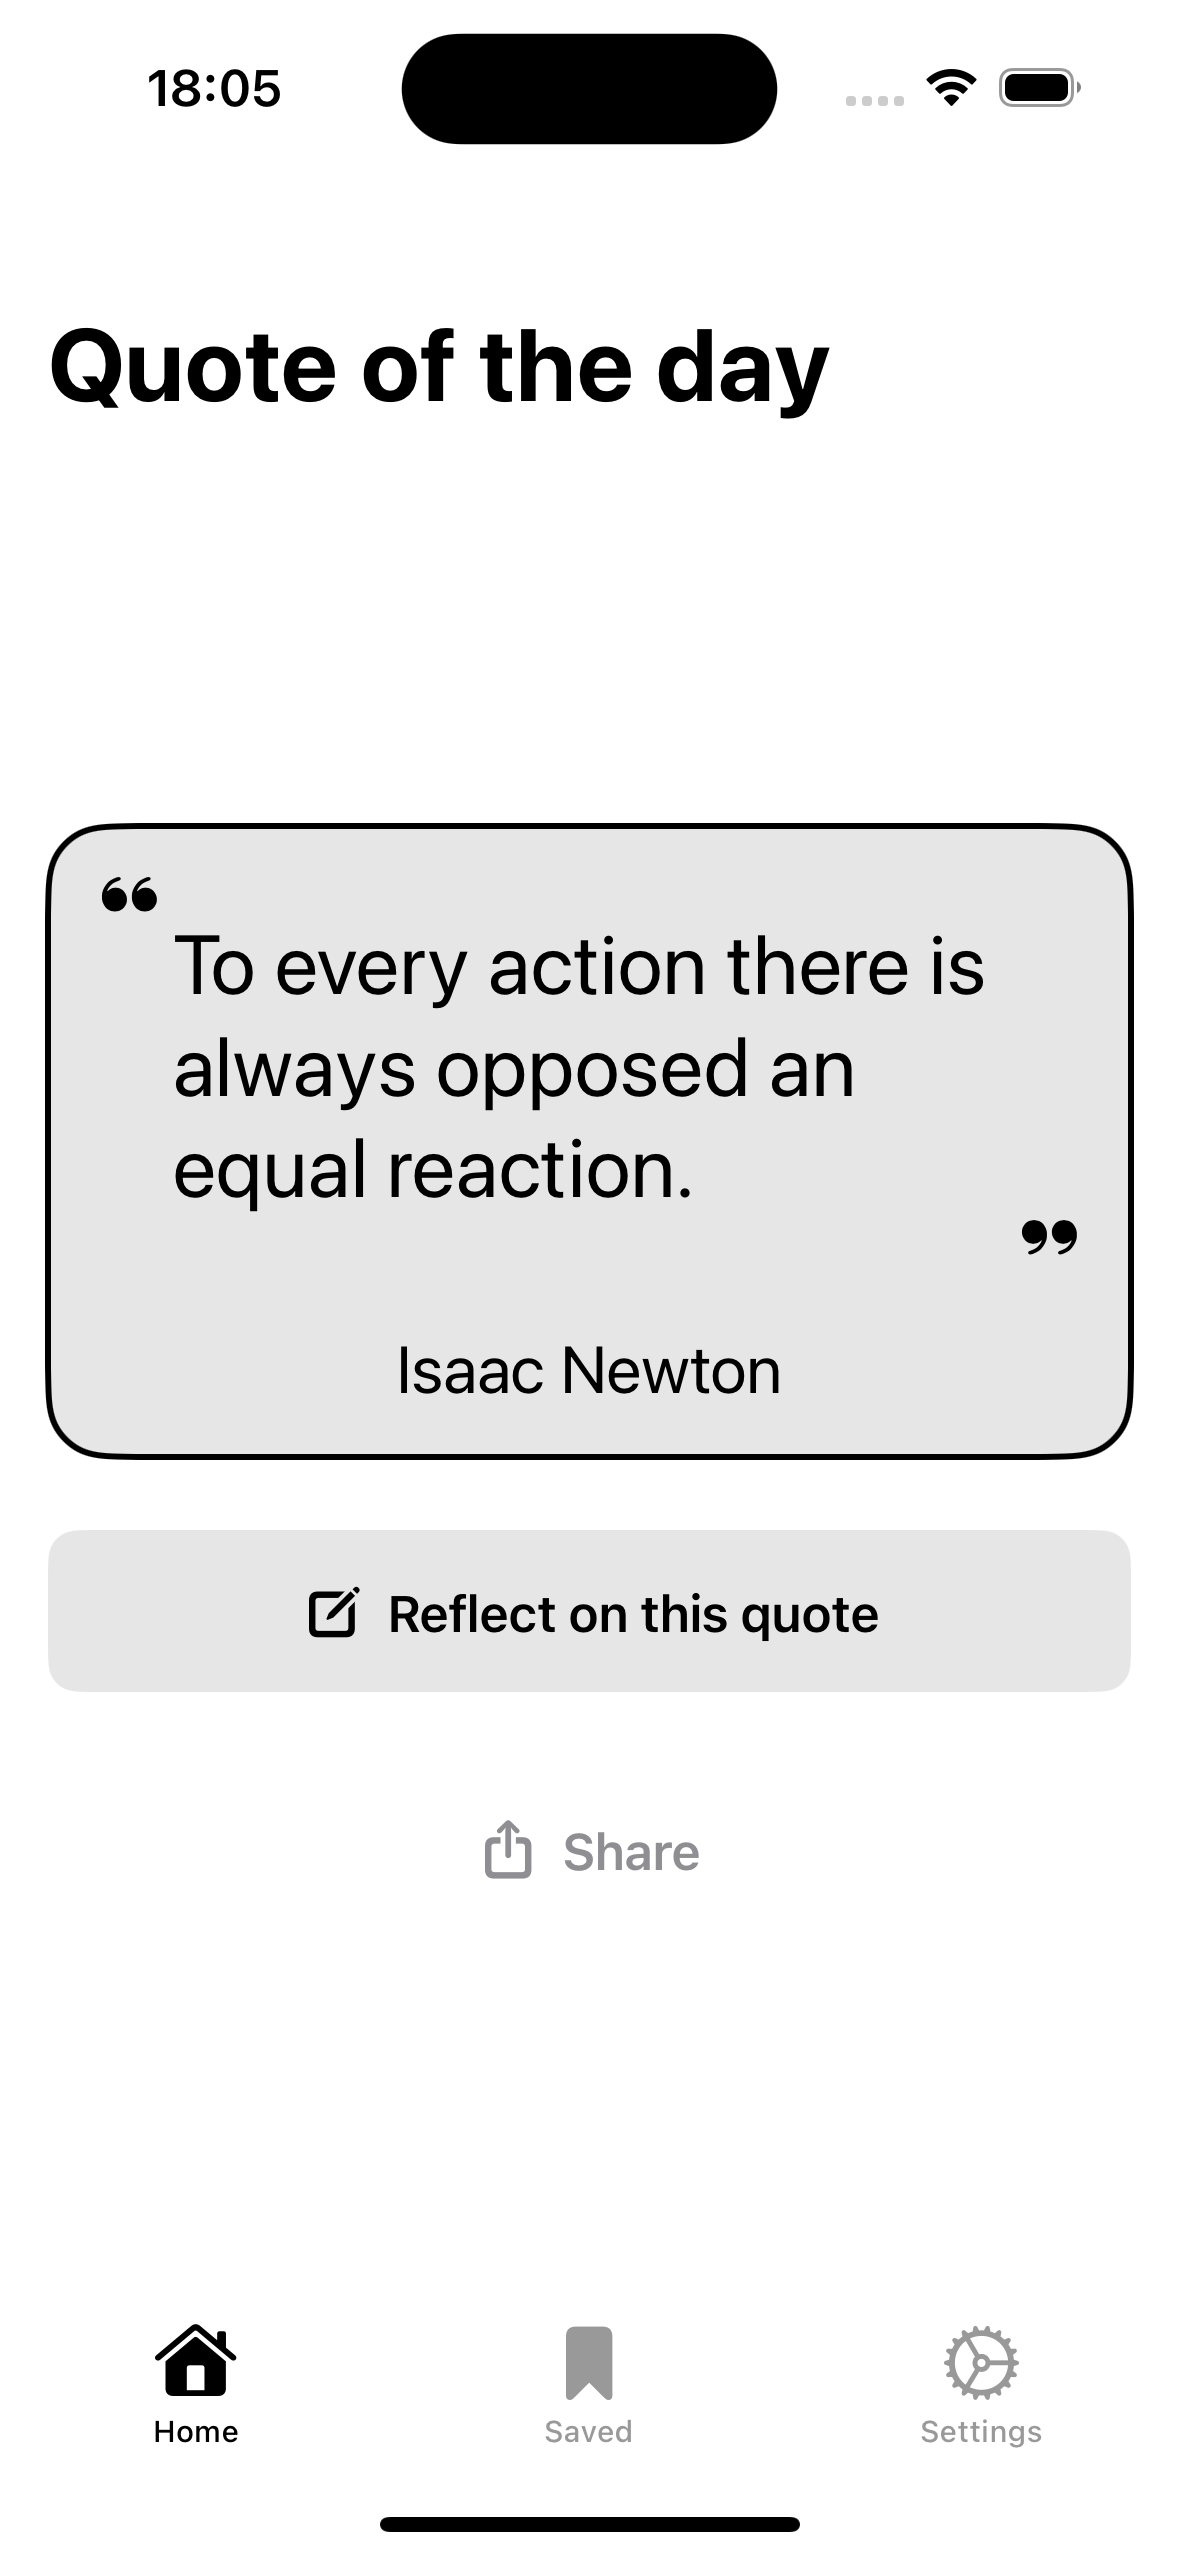 18:05
Quote of the day
“
To every action there is
always opposed an
equal reaction.
”
Isaac Newton
Reflect on this quote
Share
Home
Saved
Settings